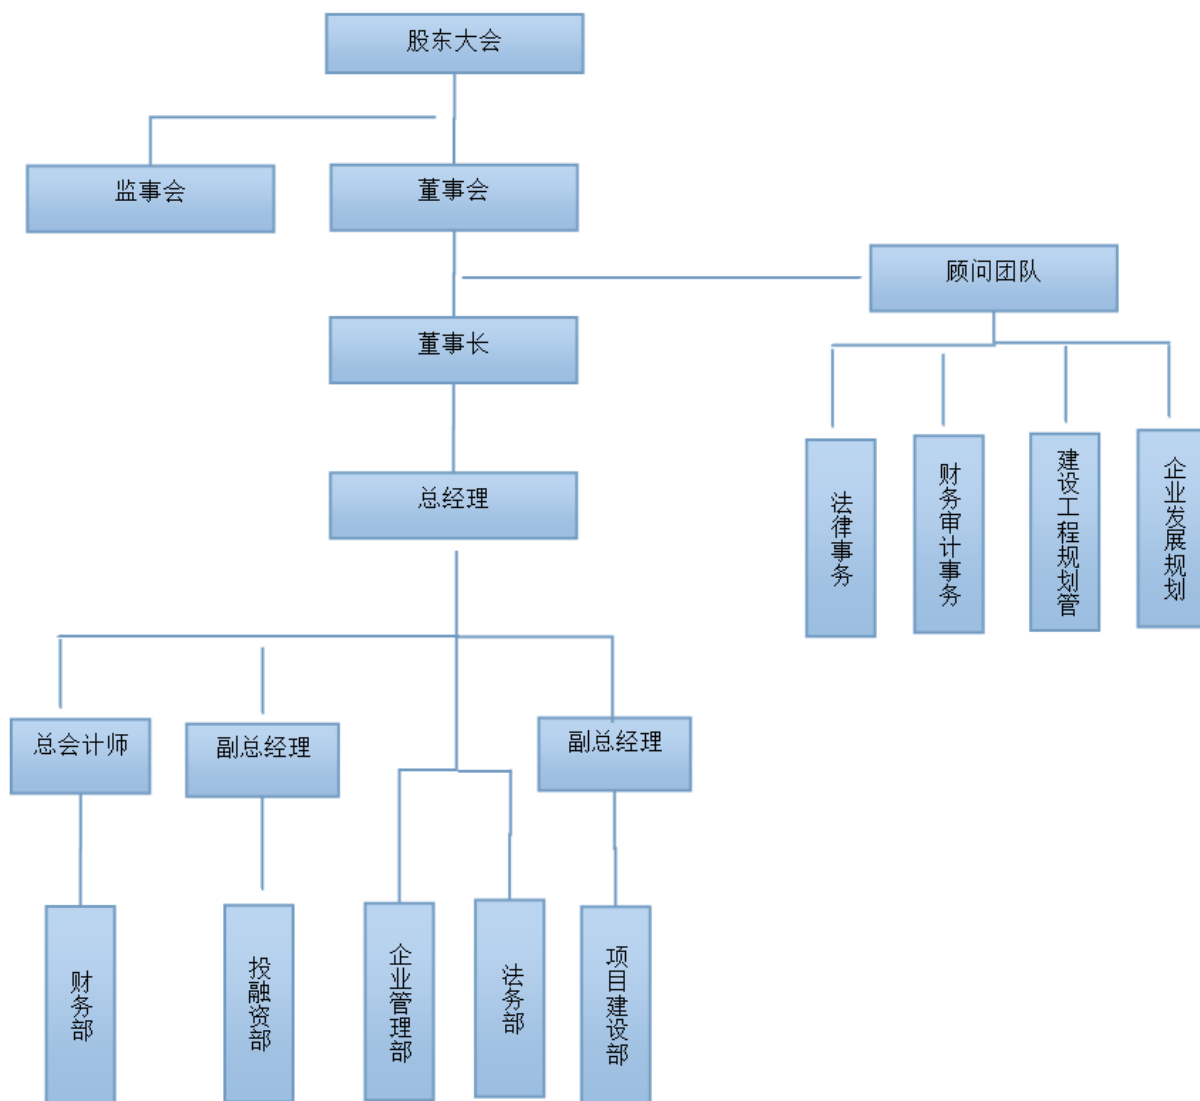 股东大会
监事会
董事会
顾问团队
董事长
总经理
法律事务
财务审计事务
建设工程规划管
企业发展规划
总会计师
副总经理
副总经理
财务部
投融资部
企业管理部
法务部
项目建设部